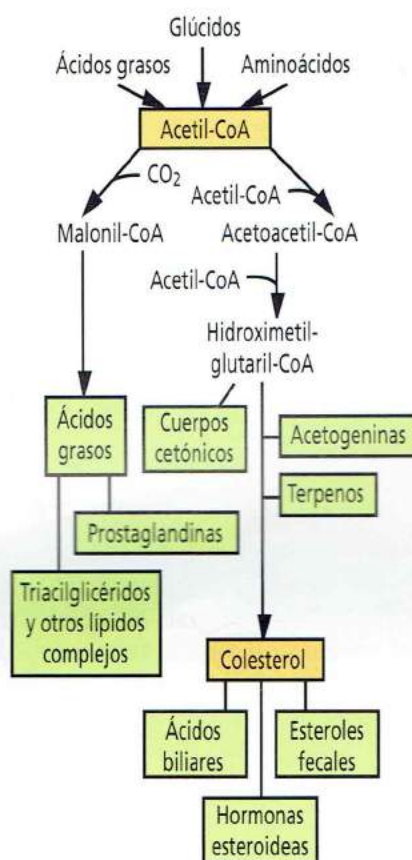 Glúcidos
Ácidos grasos
Aminoácidos
Acetil-CoA
CO2
Acetil-CoA
Malonil-CoA
Acetoacetil-CoA
Acetil-CoA
Hidroximetil-
glutaril-CoA
Ácidos
grasos
Cuerpos
cetónicos
Acetogeninas
Terpenos
Prostaglandinas
Triacilglicéridos
y otros lípidos
complejos
Colesterol
Ácidos
biliares
Esteroles
fecales
Hormonas
esteroideas